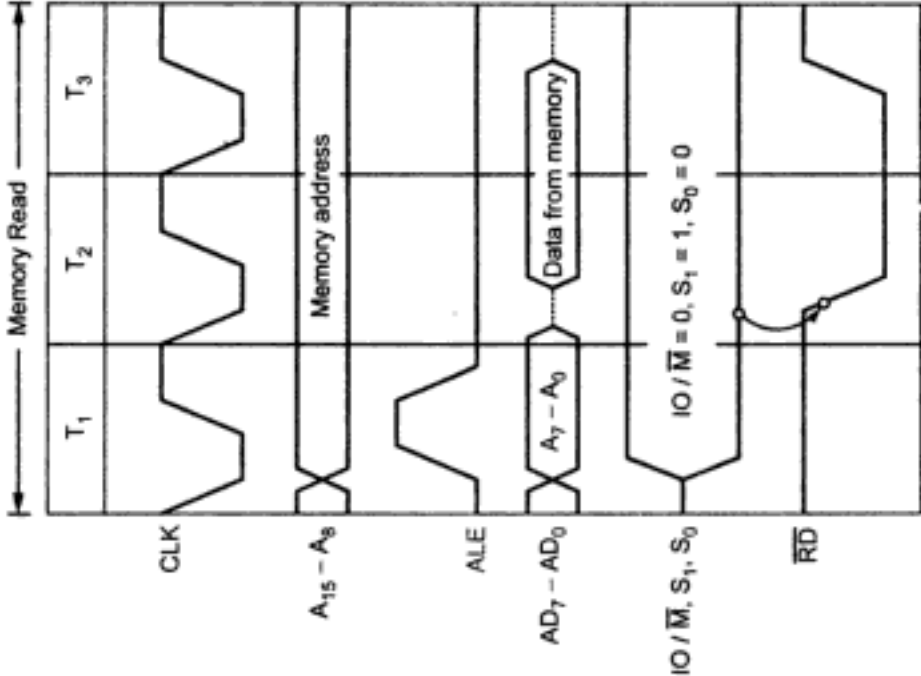 Memory Read
T₁ T₂ T₃
CLK
A₁₅ – A₈
Memory address
ALE
AD₇ – AD₀
A₇ – A₀
Data from memory
IO / M̅, S₁, S₀
IO / M̅ = 0, S₁ = 1, S₀ = 0
R̅D̅